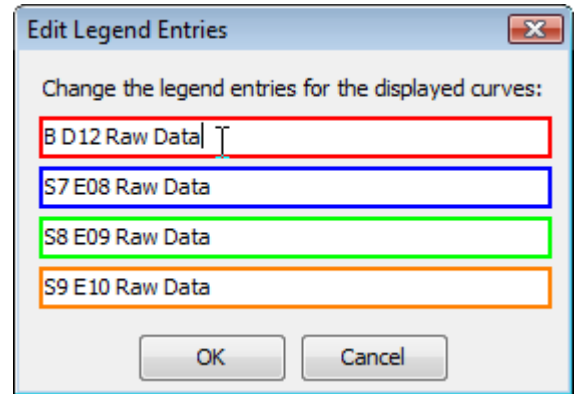 Edit Legend Entries
Change the legend entries for the displayed curves:
B D12 Raw Data
S7 E08 Raw Data
S8 E09 Raw Data
S9 E10 Raw Data
OK Cancel